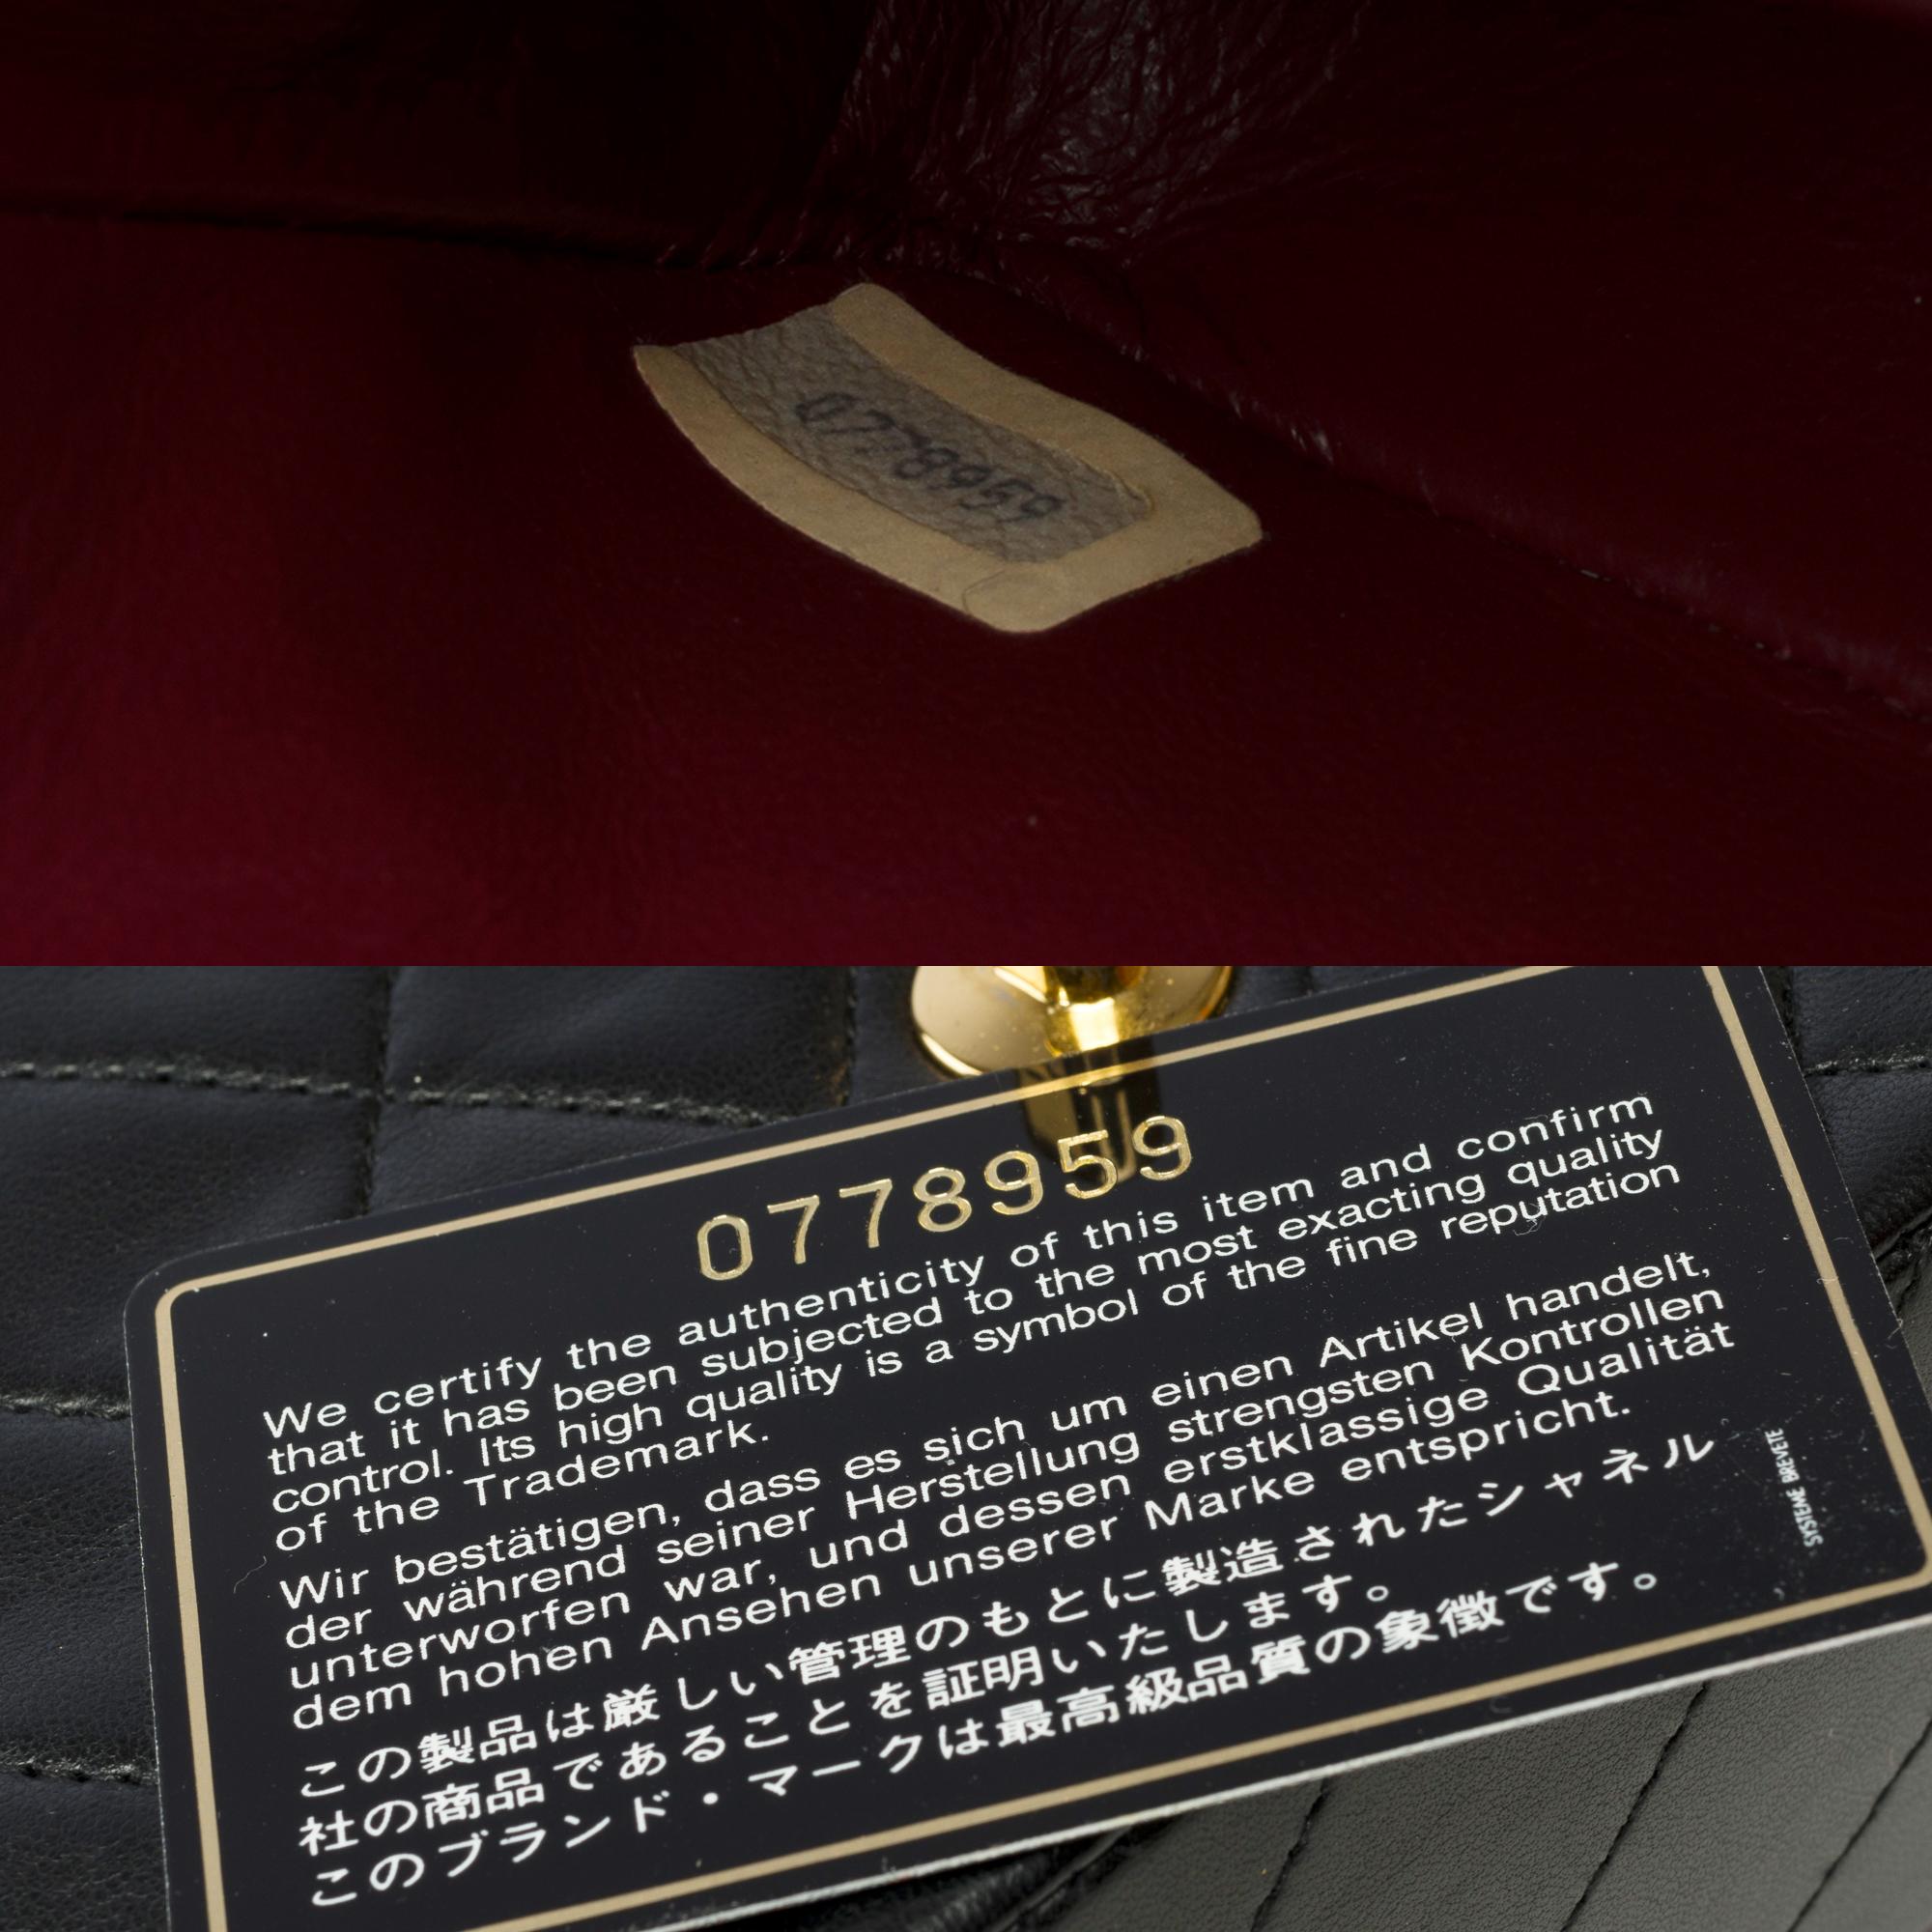 0778959
0778959
We certify the authenticity of this item and confirm
that it has been subjected to the most exacting quality
control. Its high quality is a symbol of the fine reputation
of the Trademark.
Wir bestätigen, dass es sich um einen Artikel handelt,
der während seiner Herstellung strengsten Kontrollen
unterworfen war, und dessen erstklassige Qualität
dem hohen Ansehen unserer Marke entspricht.
この製品は厳しい管理のもとに製造されたシャネル
社の商品であることを証明いたします。
このブランド・マークは最高級品質の象徴です。
SYSTEME BREVETE